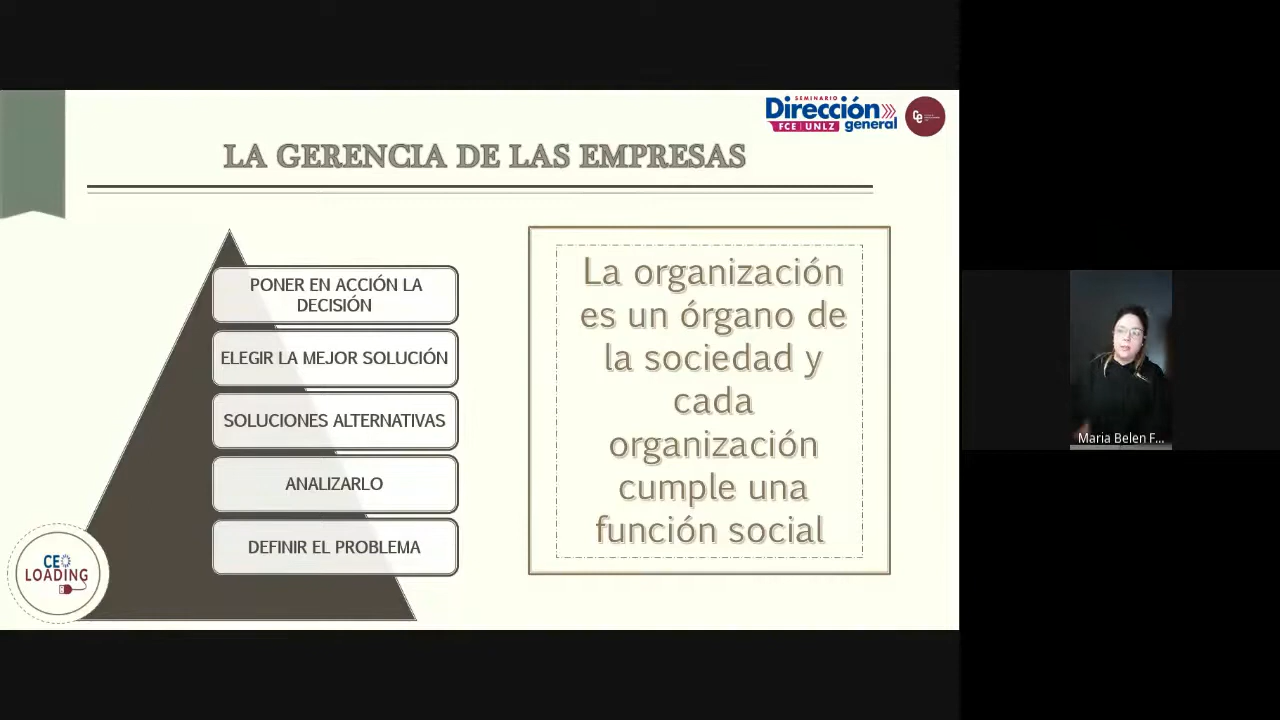 SEMINARIO
Dirección
FCE | UNLZ general
Ce
LA GERENCIA DE LAS EMPRESAS
PONER EN ACCIÓN LA
DECISIÓN
ELEGIR LA MEJOR SOLUCIÓN
SOLUCIONES ALTERNATIVAS
ANALIZARLO
DEFINIR EL PROBLEMA
La organización
es un órgano de
la sociedad y
cada
organización
cumple una
función social
CEO
LOADING
Maria Belen F...